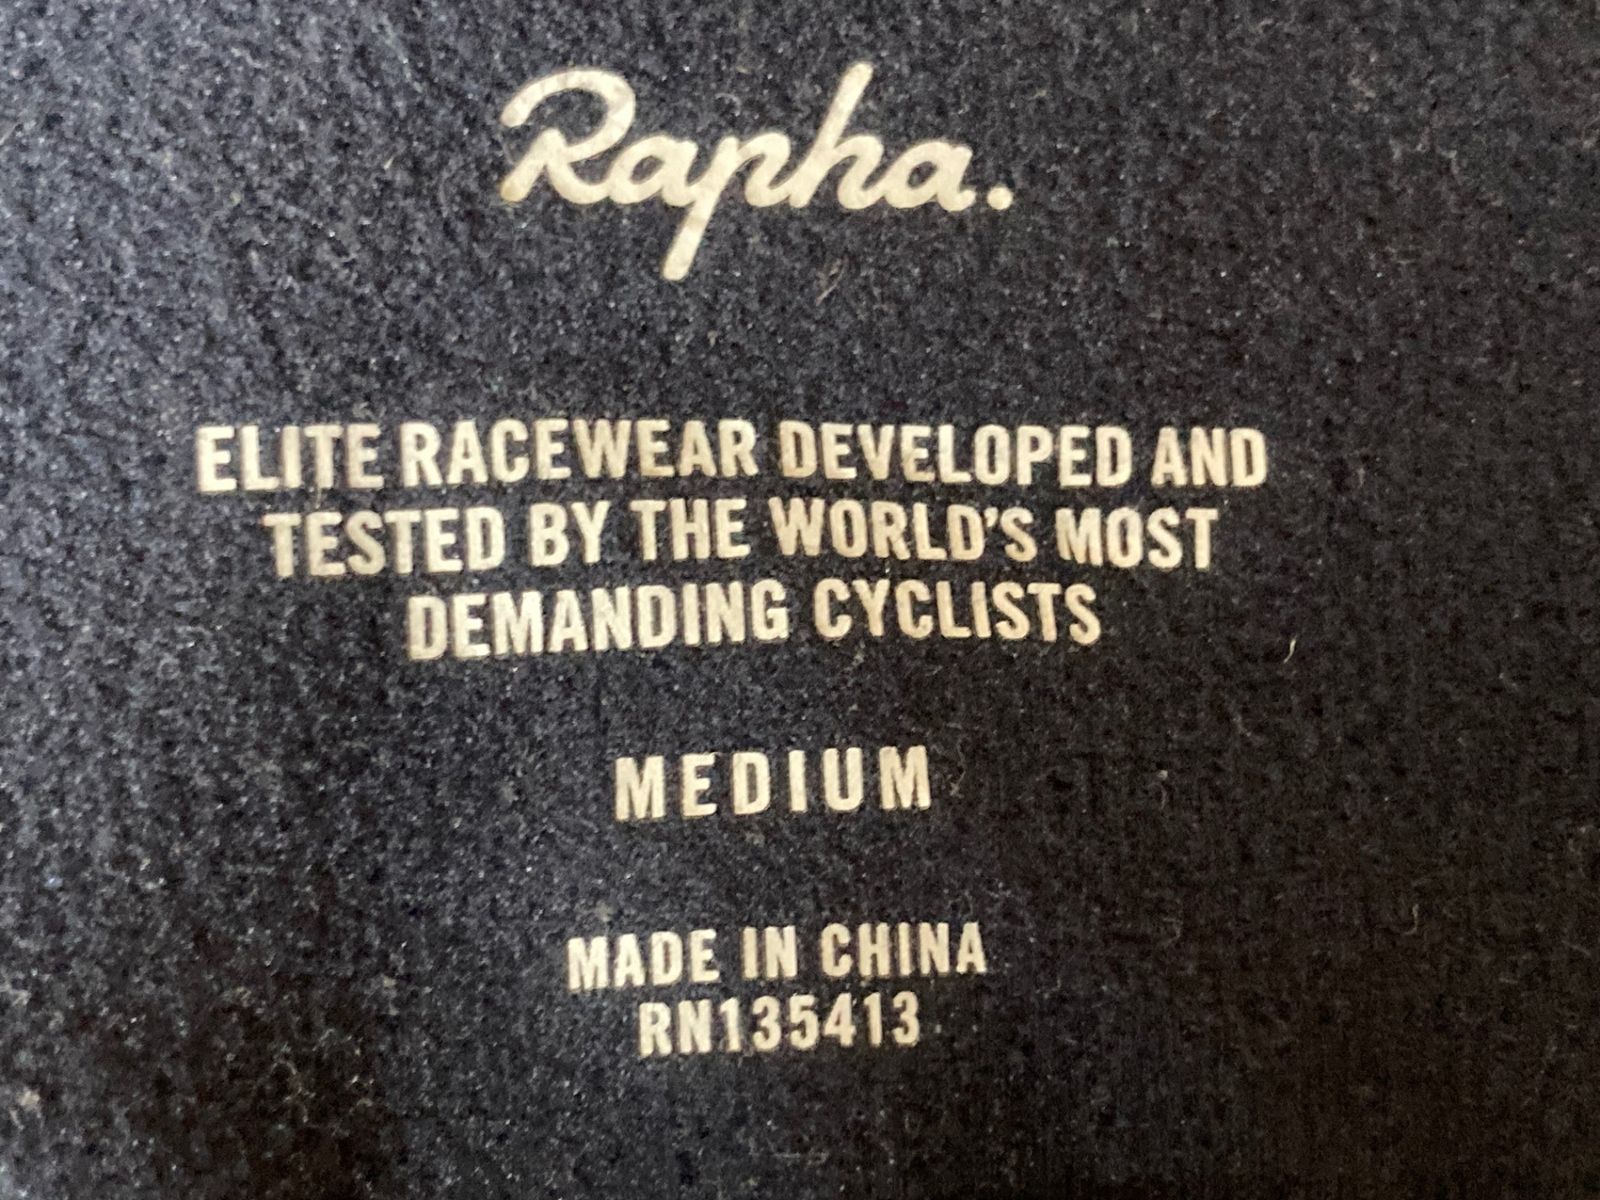 Rapha.
ELITE RACEWEAR DEVELOPED AND
TESTED BY THE WORLD'S MOST
DEMANDING CYCLISTS
MEDIUM
MADE IN CHINA
RN135413